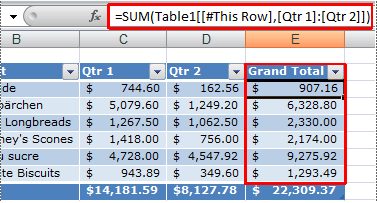 =SUM(Table1[[#This Row],[Qtr 1]:[Qtr 2]])
B C D E
t Qtr 1 Qtr 2 Grand Total
de $ 744.60 $ 162.56 $ 907.16
bärchen $ 5,079.60 $ 1,249.20 $ 6,328.80
Longbreads $ 1,267.50 $ 1,062.50 $ 2,330.00
ney's Scones $ 1,418.00 $ 756.00 $ 2,174.00
u sucre $ 4,728.00 $ 4,547.92 $ 9,275.92
te Biscuits $ 943.89 $ 349.60 $ 1,293.49
$14,181.59 $8,127.78 $ 22,309.37